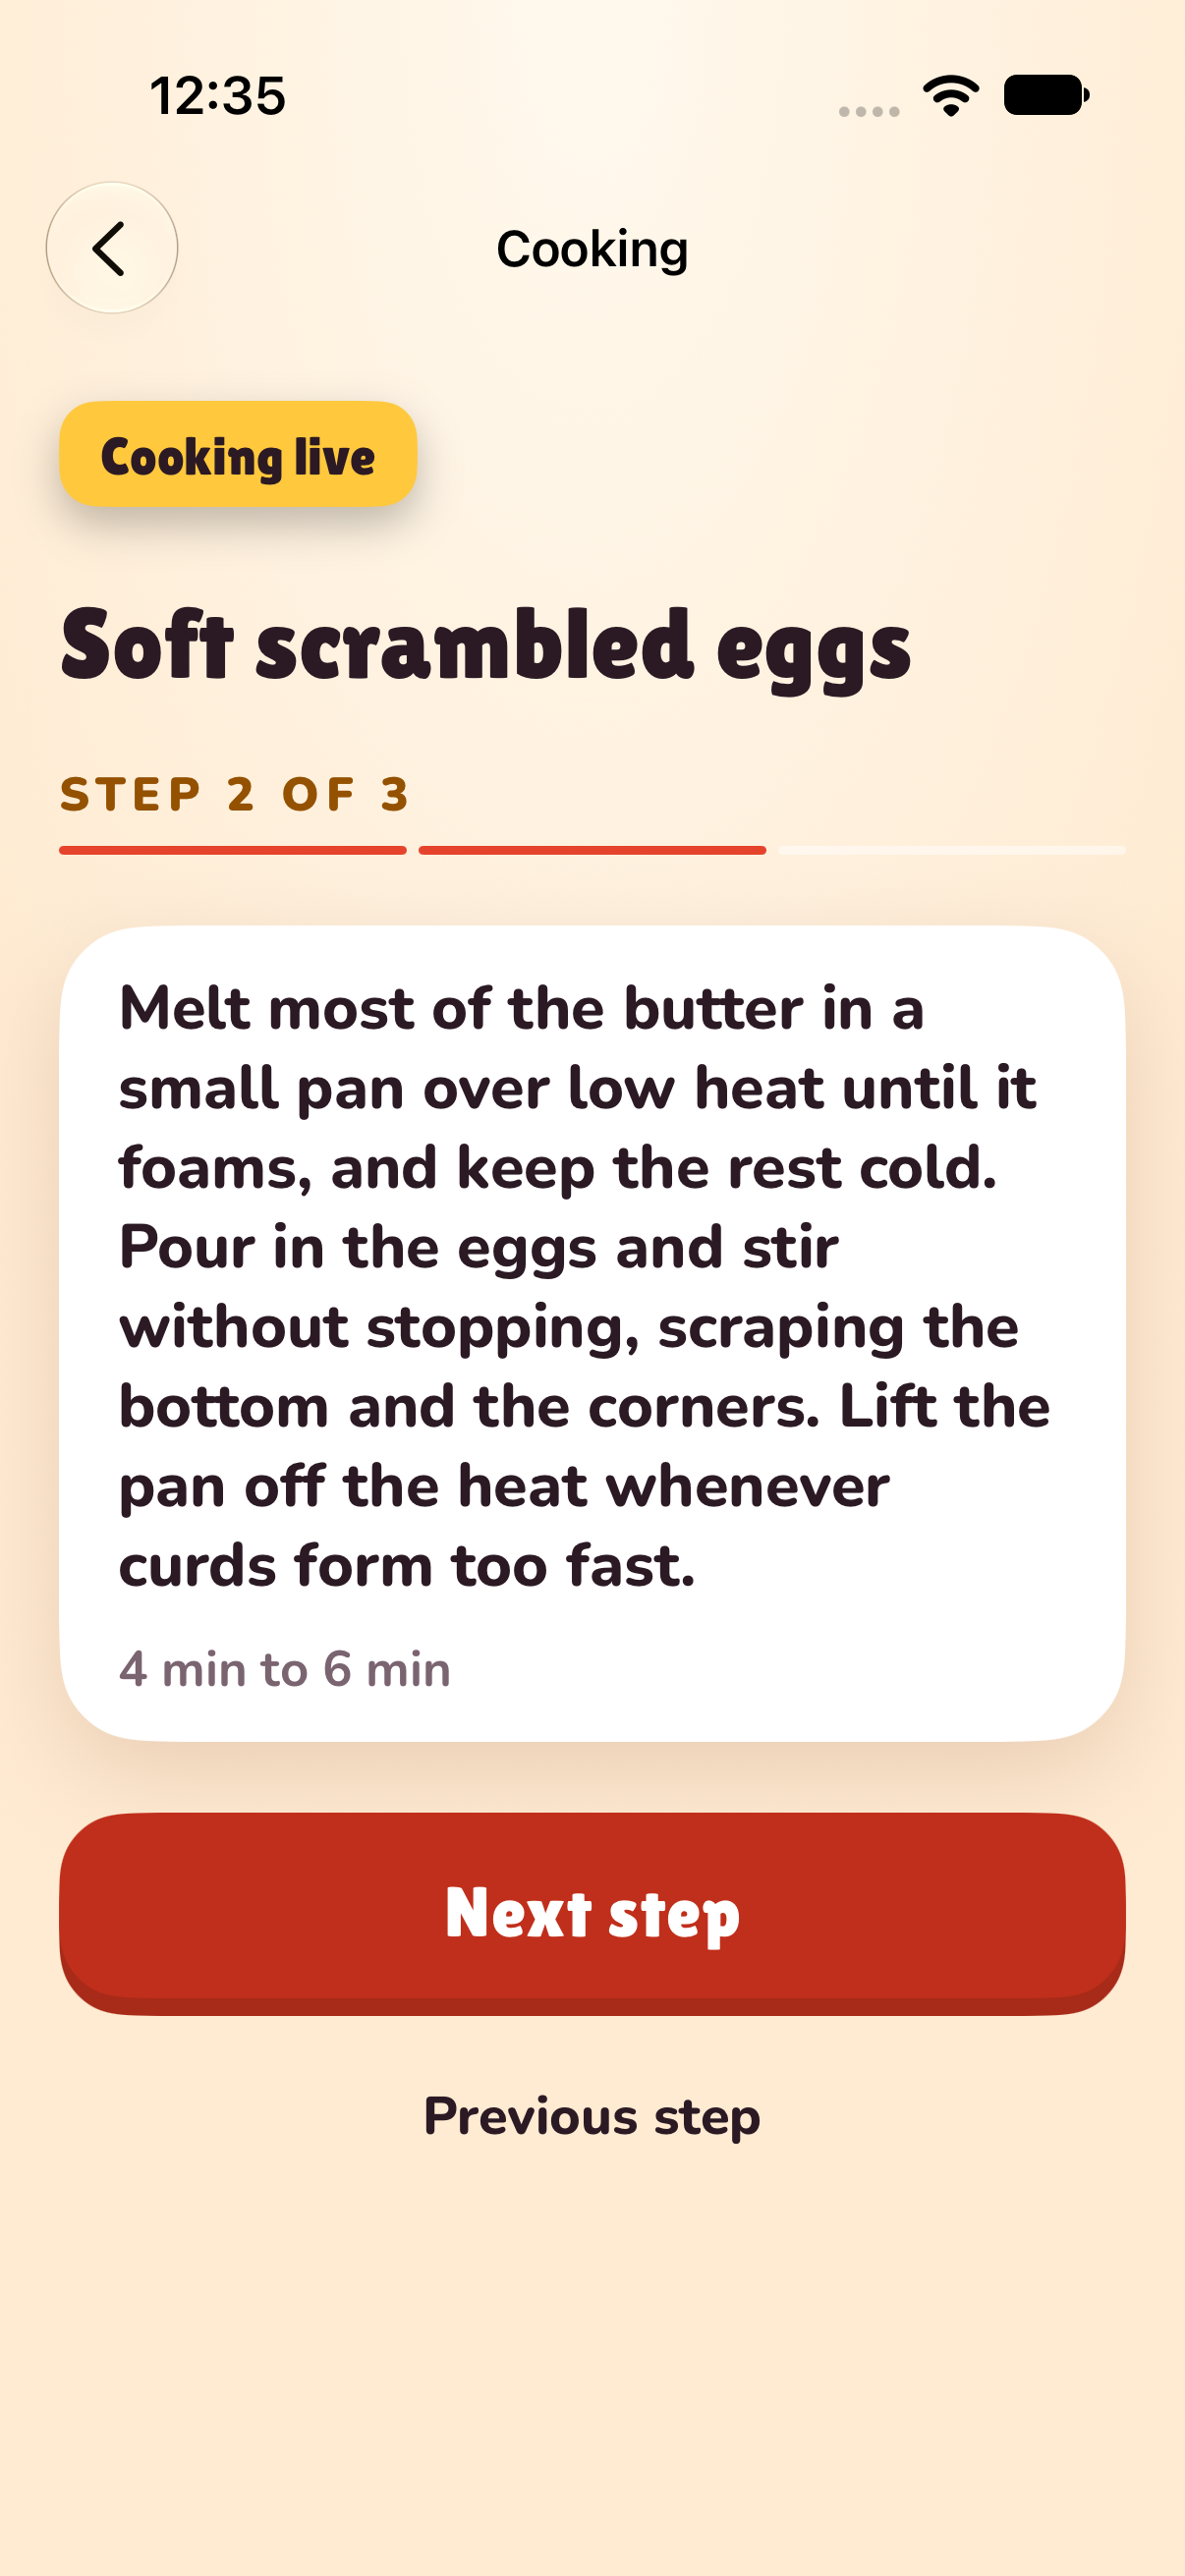 12:35
Cooking
Cooking live
Soft scrambled eggs
STEP 2 OF 3
Melt most of the butter in a
small pan over low heat until it
foams, and keep the rest cold.
Pour in the eggs and stir
without stopping, scraping the
bottom and the corners. Lift the
pan off the heat whenever
curds form too fast.
4 min to 6 min
Next step
Previous step